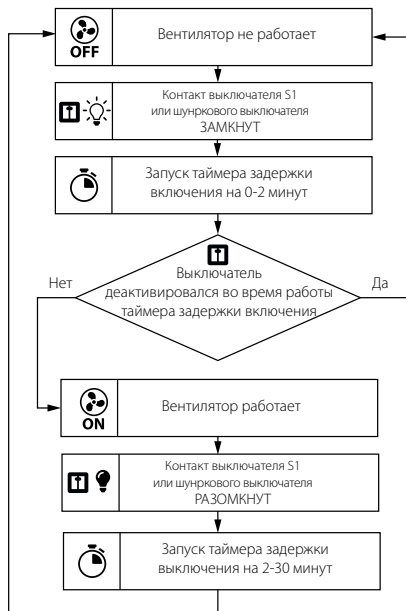 OFF
Вентилятор не работает
Контакт выключателя S1
или шунркового выключателя
ЗАМКНУТ
Запуск таймера задержки
включения на 0-2 минут
Нет
Да
Выключатель
деактивировался во время работы
таймера задержки включения
ON
Вентилятор работает
Контакт выключателя S1
или шунркового выключателя
РАЗОМКНУТ
Запуск таймера задержки
выключения на 2-30 минут